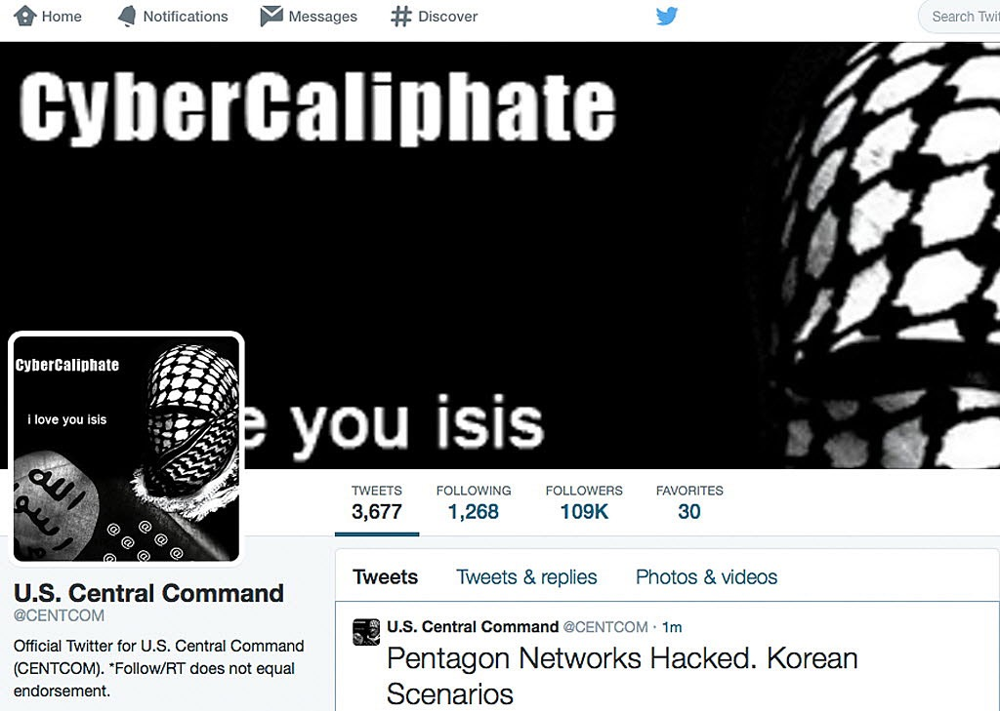 Home Notifications Messages # Discover Search Twi
CyberCaliphate
CyberCaliphate
i love you isis
e you isis
الله
رسول
@ @ @ @ @ @ @
TWEETS FOLLOWING FOLLOWERS FAVORITES
3,677 1,268 109K 30
Tweets Tweets & replies Photos & videos
U.S. Central Command
@CENTCOM
Official Twitter for U.S. Central Command
(CENTCOM). *Follow/RT does not equal
endorsement.
U.S. Central Command @CENTCOM · 1m
Pentagon Networks Hacked. Korean
Scenarios